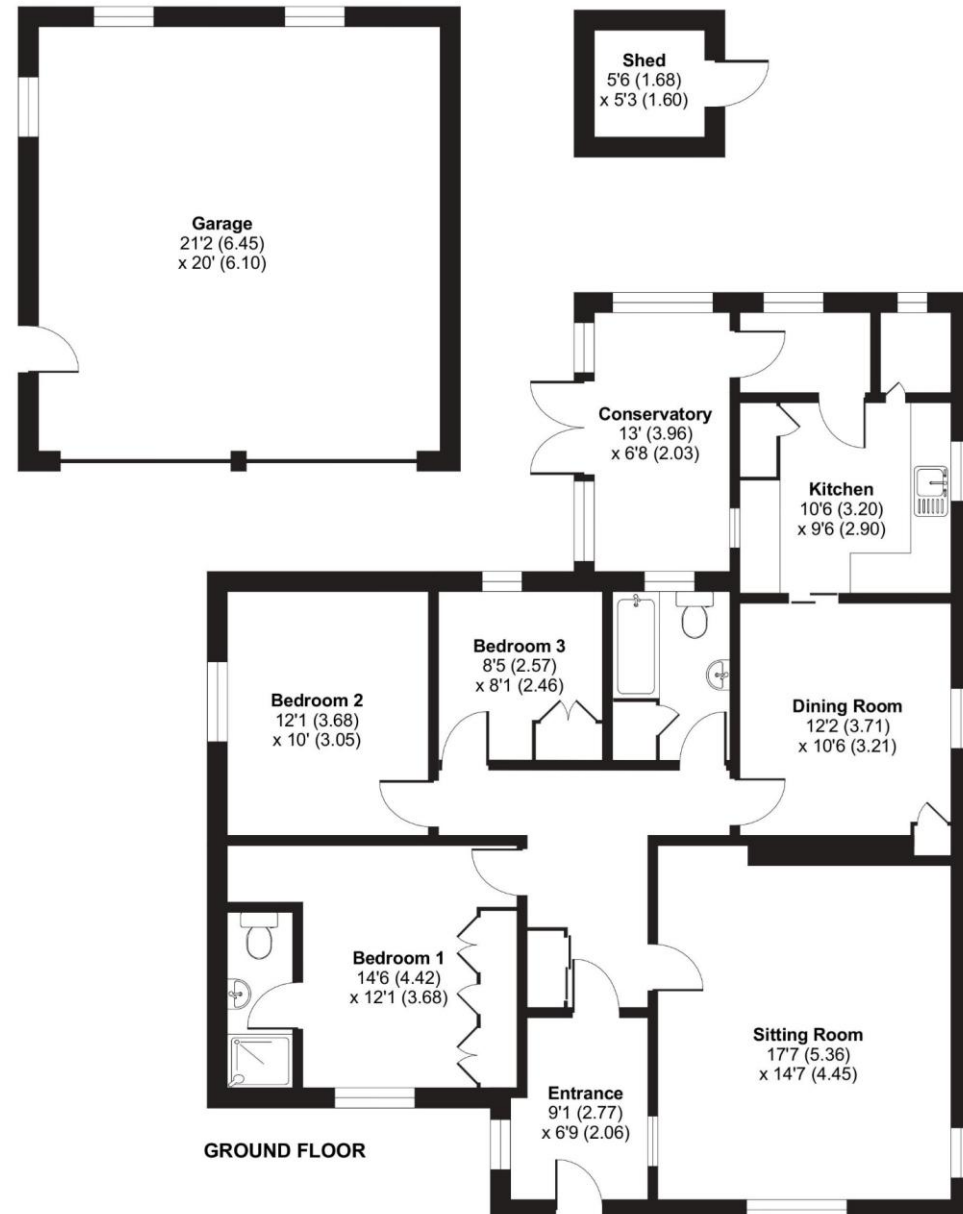 Shed
5'6 (1.68)
x 5'3 (1.60)
Garage
21'2 (6.45)
x 20' (6.10)
Conservatory
13' (3.96)
x 6'8 (2.03)
Kitchen
10'6 (3.20)
x 9'6 (2.90)
Bedroom 3
8'5 (2.57)
x 8'1 (2.46)
Bedroom 2
12'1 (3.68)
x 10' (3.05)
Dining Room
12'2 (3.71)
x 10'6 (3.21)
Bedroom 1
14'6 (4.42)
x 12'1 (3.68)
Sitting Room
17'7 (5.36)
x 14'7 (4.45)
Entrance
9'1 (2.77)
x 6'9 (2.06)
GROUND FLOOR